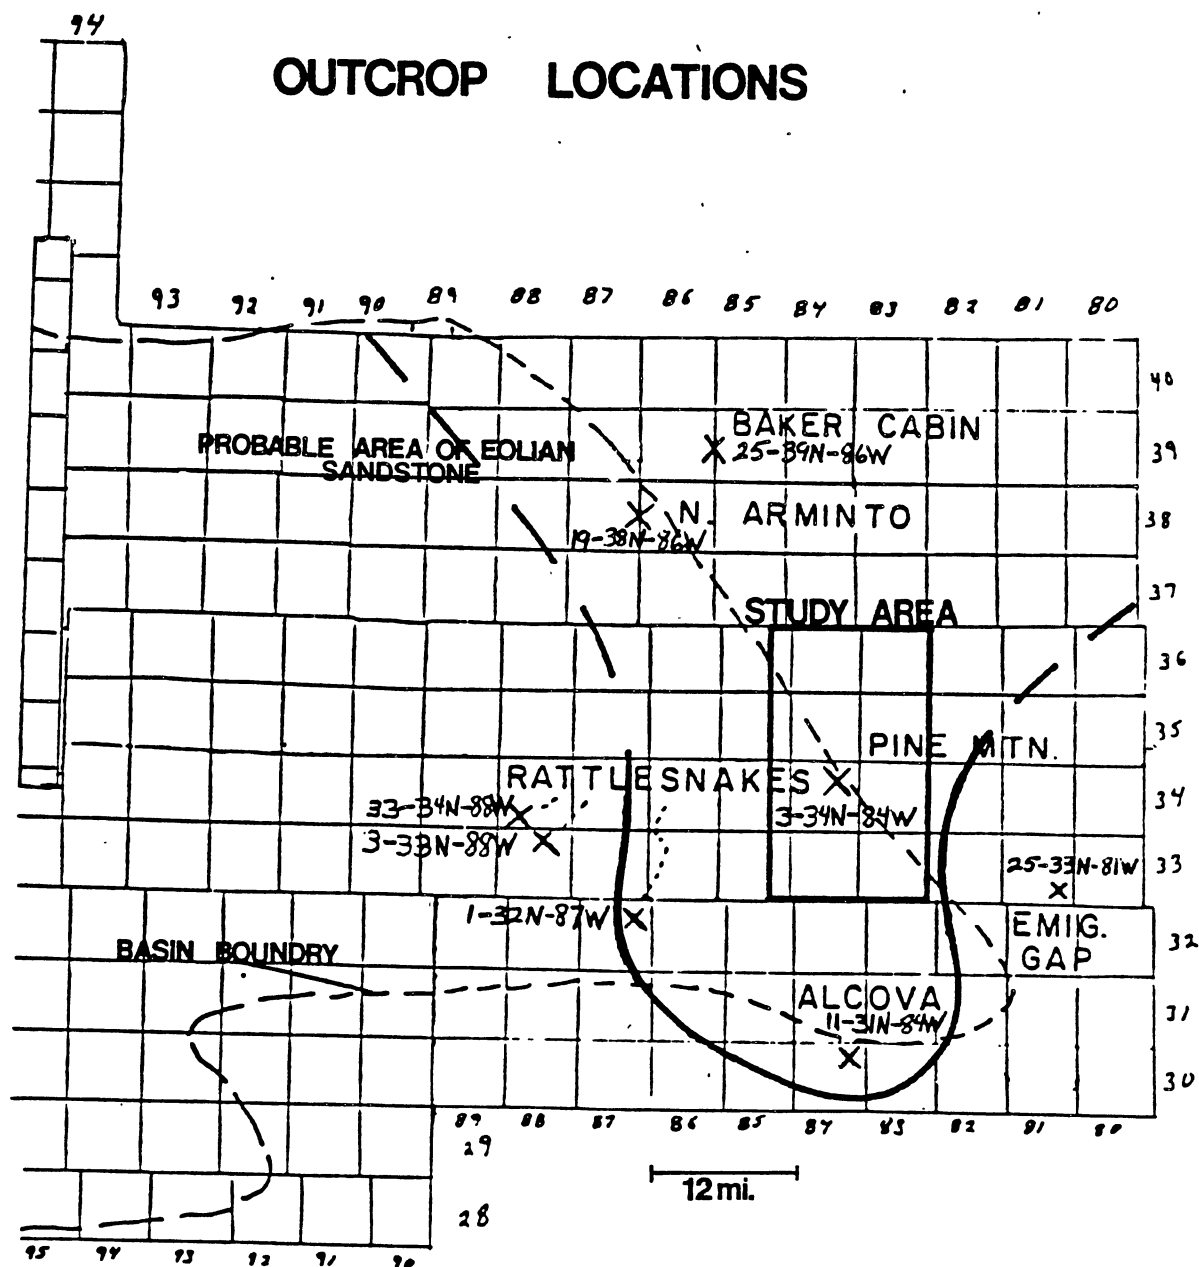 94
OUTCROP LOCATIONS
93 92 91 90 89 88 87 86 85 84 83 82 81 80
40
BAKER CABIN
25-39N-86W
39
PROBABLE AREA OF EOLIAN
SANDSTONE
N. ARMINTO
38
19-38N-86W
37
STUDY AREA
36
35
PINE MTN.
RATTLESNAKES
34
33-34N-88W
3-34N-84W
3-33N-88W
25-33N-81W
33
1-32N-87W
EMIG.
GAP
32
BASIN BOUNDRY
ALCOVA
11-31N-84W
31
30
89 88 87 86 85 84 83 82 81 80
29
12 mi.
28
95 94 93 92 91 90